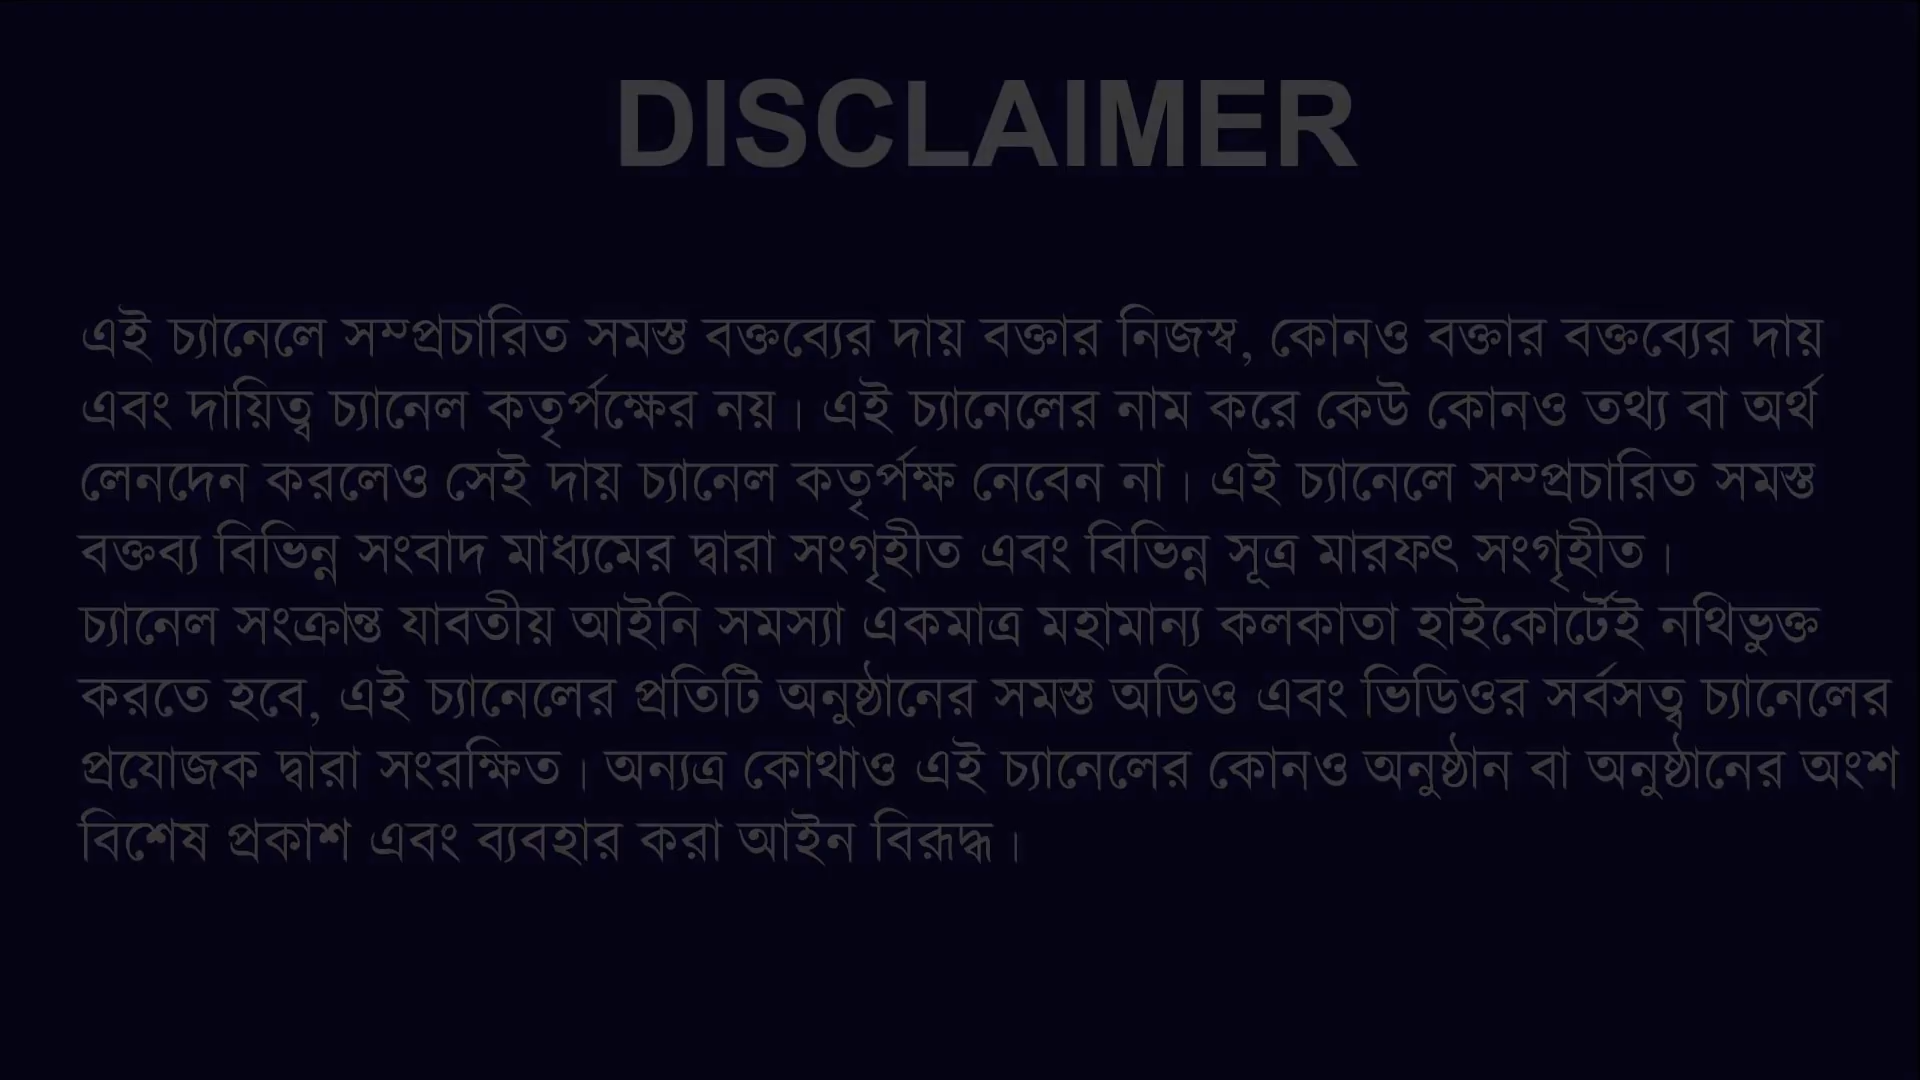 DISCLAIMER
এই চ্যানেলে সম্প্রচারিত সমস্ত বক্তব্যের দায় বক্তার নিজস্ব, কোনও বক্তার বক্তব্যের দায়
এবং দায়িত্ব চ্যানেল কতৃর্পক্ষের নয়। এই চ্যানেলের নাম করে কেউ কোনও তথ্য বা অর্থ
লেনদেন করলেও সেই দায় চ্যানেল কতৃর্পক্ষ নেবেন না। এই চ্যানেলে সম্প্রচারিত সমস্ত
বক্তব্য বিভিন্ন সংবাদ মাধ্যমের দ্বারা সংগৃহীত এবং বিভিন্ন সূত্র মারফৎ সংগৃহীত।
চ্যানেল সংক্রান্ত যাবতীয় আইনি সমস্যা একমাত্র মহামান্য কলকাতা হাইকোর্টেই নথিভুক্ত
করতে হবে, এই চ্যানেলের প্রতিটি অনুষ্ঠানের সমস্ত অডিও এবং ভিডিওর সর্বসত্ত্ব চ্যানেলের
প্রযোজক দ্বারা সংরক্ষিত। অন্যত্র কোথাও এই চ্যানেলের কোনও অনুষ্ঠান বা অনুষ্ঠানের অংশ
বিশেষ প্রকাশ এবং ব্যবহার করা আইন বিরূদ্ধ।